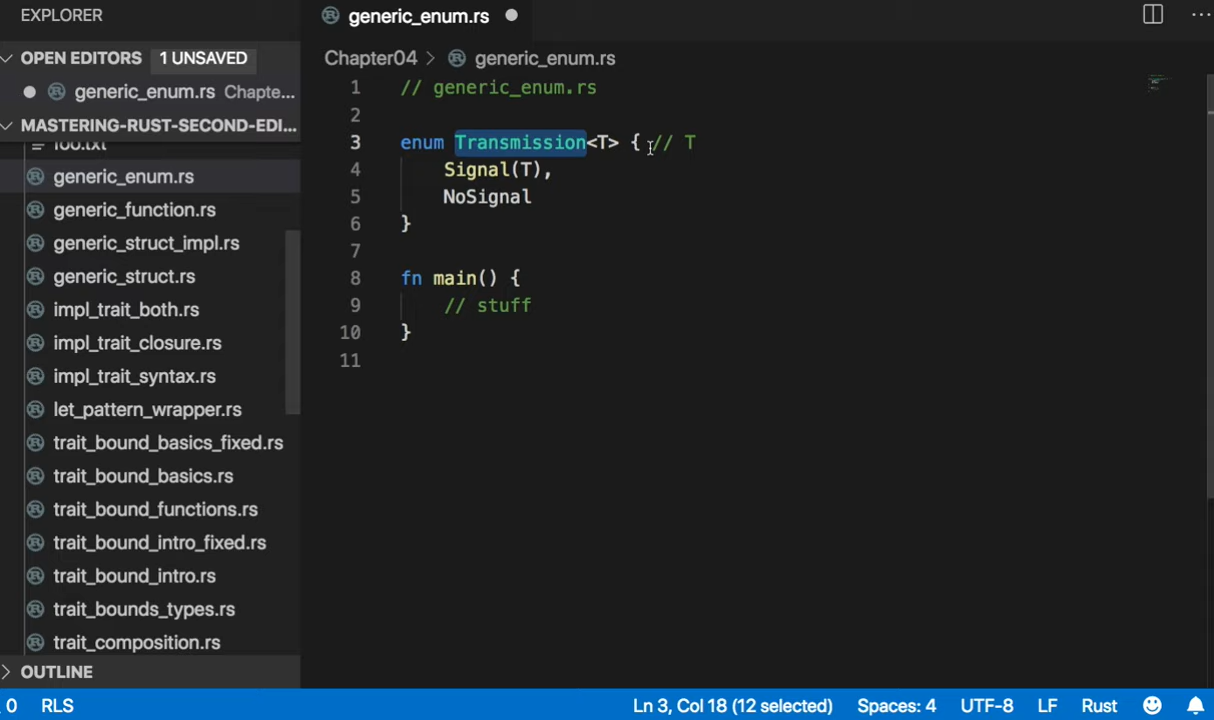 EXPLORER
OPEN EDITORS 1 UNSAVED
generic_enum.rs Chapte...
MASTERING-RUST-SECOND-EDI...
foo.txt
generic_enum.rs
generic_function.rs
generic_struct_impl.rs
generic_struct.rs
impl_trait_both.rs
impl_trait_closure.rs
impl_trait_syntax.rs
let_pattern_wrapper.rs
trait_bound_basics_fixed.rs
trait_bound_basics.rs
trait_bound_functions.rs
trait_bound_intro_fixed.rs
trait_bound_intro.rs
trait_bounds_types.rs
trait_composition.rs
OUTLINE
generic_enum.rs
Chapter04 > generic_enum.rs
1 // generic_enum.rs
2
3 enum Transmission<T> { // T
4 Signal(T),
5 NoSignal
6 }
7
8 fn main() {
9 // stuff
10 }
11
0 RLS Ln 3, Col 18 (12 selected) Spaces: 4 UTF-8 LF Rust